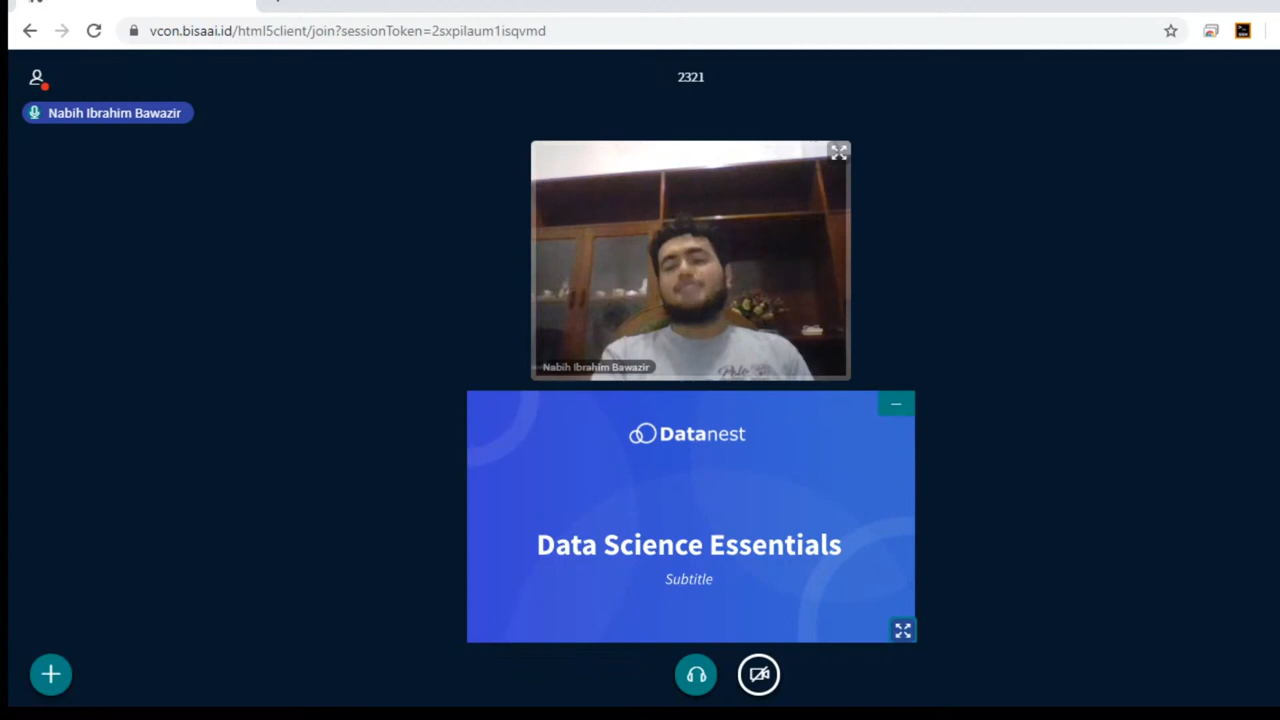 vcon.bisaai.id/html5client/join?sessionToken=2sxpilaum1isqvmd
2321
Nabih Ibrahim Bawazir
Nabih Ibrahim Bawazir
Datanest
Data Science Essentials
Subtitle